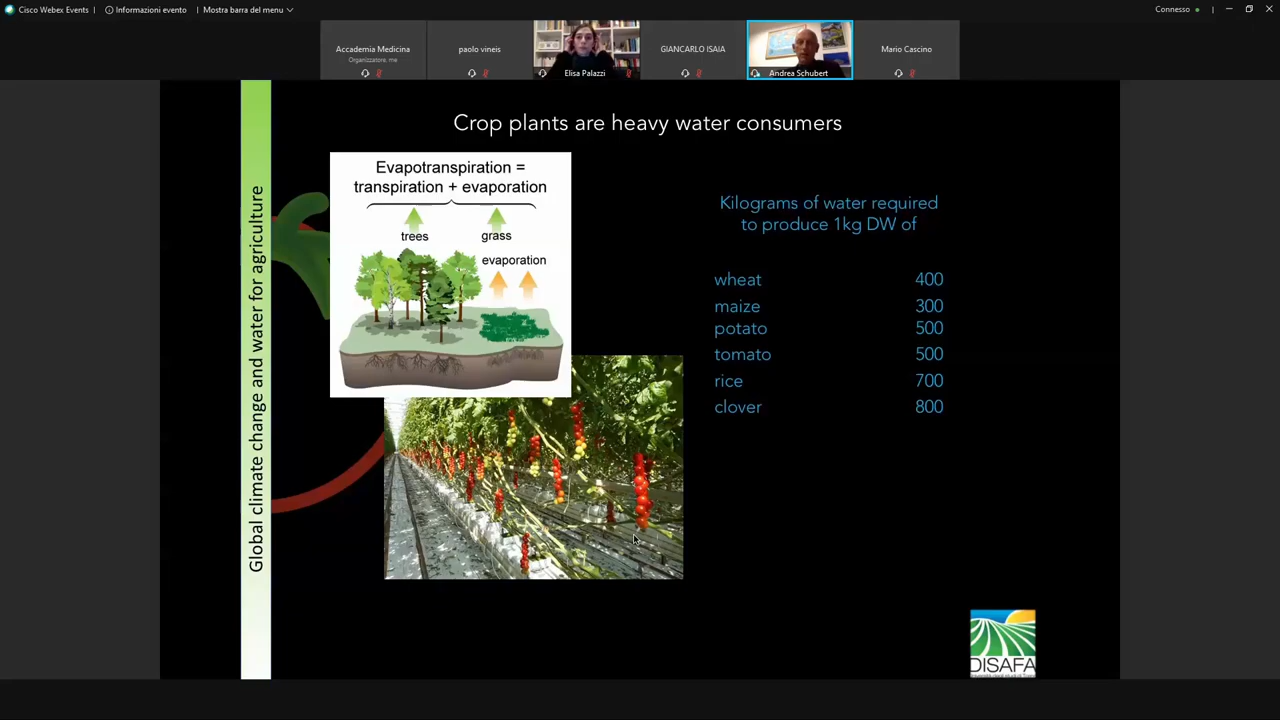 Cisco Webex Events
Informazioni evento
Mostra barra del menu
Connesso
Accademia Medicina
Organizzatore: me
paolo vineis
Elisa Palazzi
GIANCARLO ISAIA
Andrea Schubert
Mario Cascino
Global climate change and water for agriculture
Crop plants are heavy water consumers
Evapotranspiration =
transpiration + evaporation
trees
grass
evaporation
Kilograms of water required
to produce 1kg DW of
wheat 400
maize 300
potato 500
tomato 500
rice 700
clover 800
DISAFA